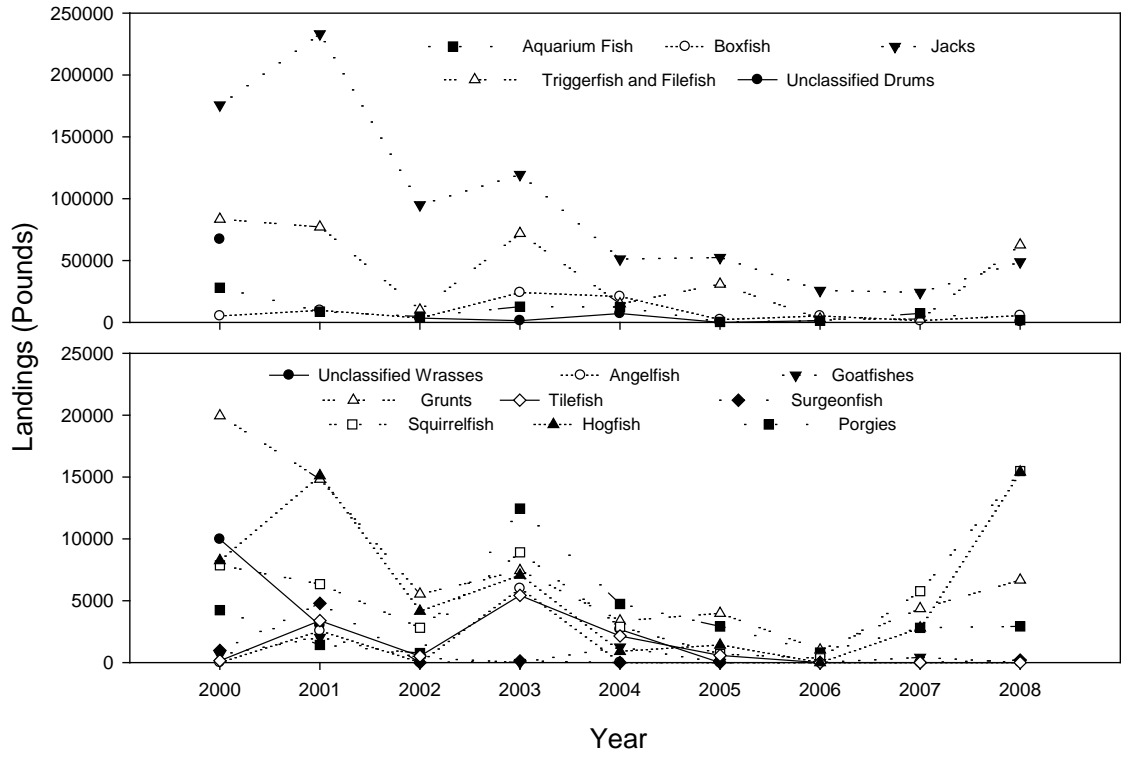 250000
Aquarium Fish Boxfish Jacks
200000
Triggerfish and Filefish Unclassified Drums
150000
100000
50000
0
Landings (Pounds)
25000
Unclassified Wrasses Angelfish Goatfishes
Grunts Tilefish Surgeonfish
20000
Squirrelfish Hogfish Porgies
15000
10000
5000
0
2000 2001 2002 2003 2004 2005 2006 2007 2008
Year